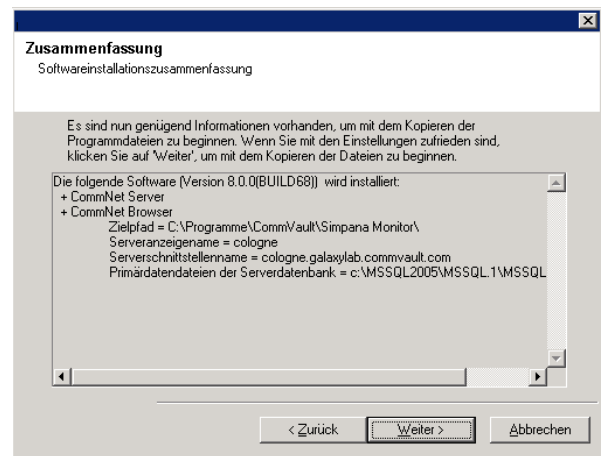 Zusammenfassung
Softwareinstallationszusammenfassung
Es sind nun genügend Informationen vorhanden, um mit dem Kopieren der
Programmdateien zu beginnen. Wenn Sie mit den Einstellungen zufrieden sind,
klicken Sie auf 'Weiter', um mit dem Kopieren der Dateien zu beginnen.
Die folgende Software (Version 8.0.0(BUILD68)) wird installiert:
+ CommNet Server
+ CommNet Browser
Zielpfad = C:\Programme\CommVault\Simpana Monitor\
Serveranzeigename = cologne
Serverschnittstellenname = cologne.galaxylab.commvault.com
Primärdatendateien der Serverdatenbank = c:\MSSQL2005\MSSQL.1\MSSQL
< Zurück
Weiter >
Abbrechen